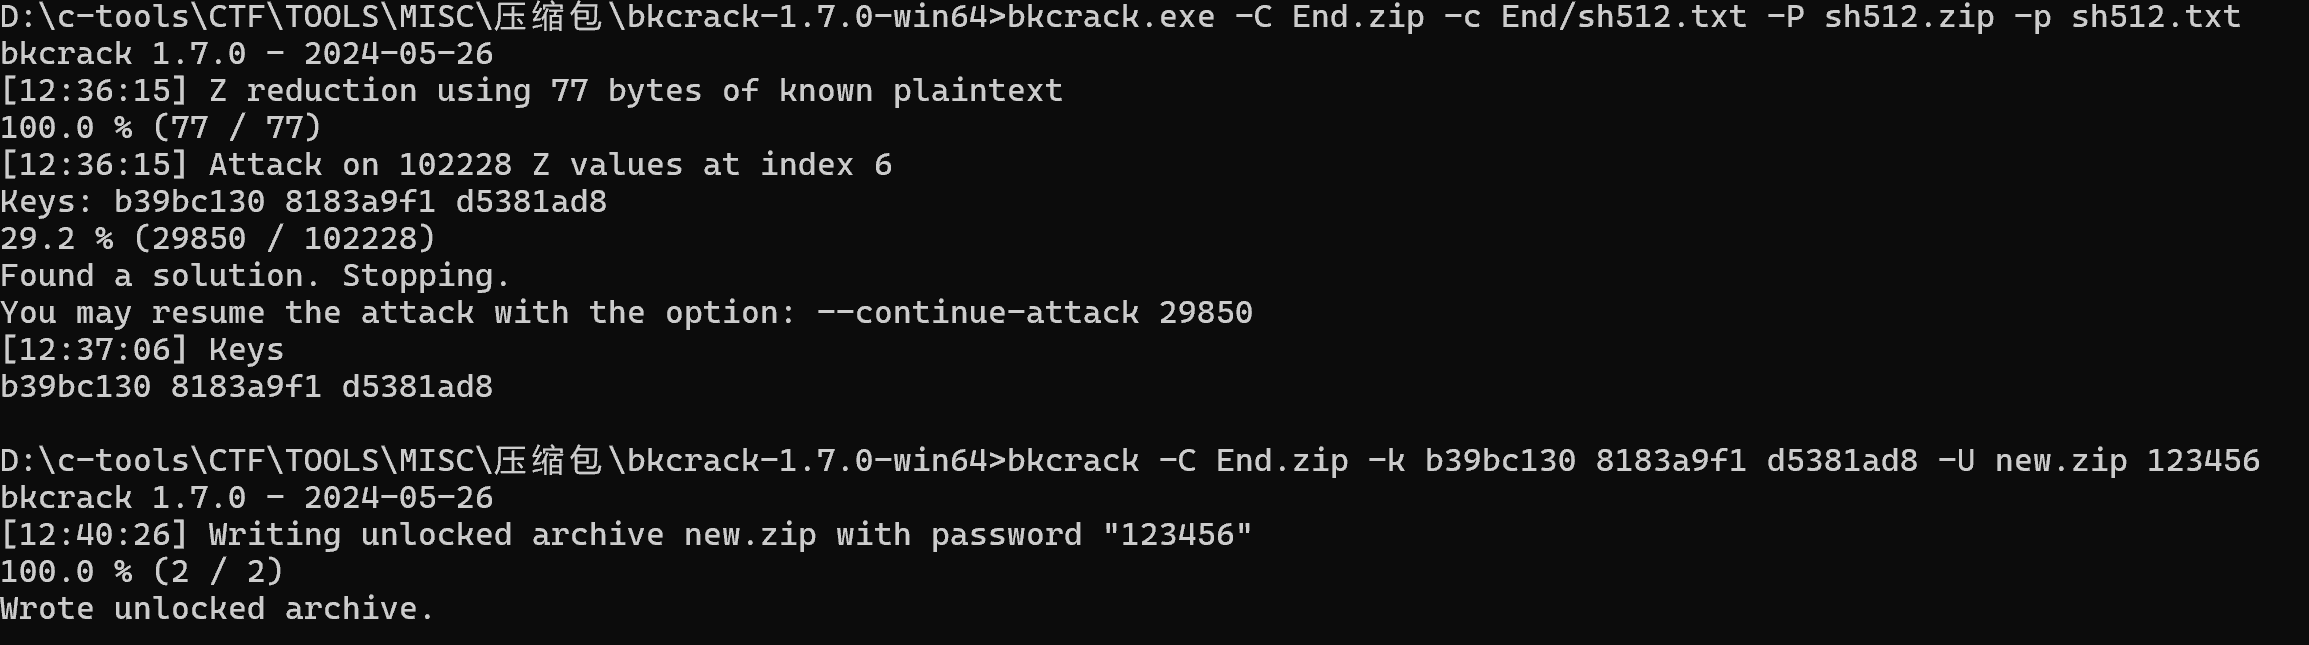 D:\c-tools\CTF\TOOLS\MISC\压缩包\bkcrack-1.7.0-win64>bkcrack.exe -C End.zip -c End/sh512.txt -P sh512.zip -p sh512.txt
bkcrack 1.7.0 - 2024-05-26
[12:36:15] Z reduction using 77 bytes of known plaintext
100.0 % (77 / 77)
[12:36:15] Attack on 102228 Z values at index 6
Keys: b39bc130 8183a9f1 d5381ad8
29.2 % (29850 / 102228)
Found a solution. Stopping.
You may resume the attack with the option: --continue-attack 29850
[12:37:06] Keys
b39bc130 8183a9f1 d5381ad8
D:\c-tools\CTF\TOOLS\MISC\压缩包\bkcrack-1.7.0-win64>bkcrack -C End.zip -k b39bc130 8183a9f1 d5381ad8 -U new.zip 123456
bkcrack 1.7.0 - 2024-05-26
[12:40:26] Writing unlocked archive new.zip with password "123456"
100.0 % (2 / 2)
Wrote unlocked archive.